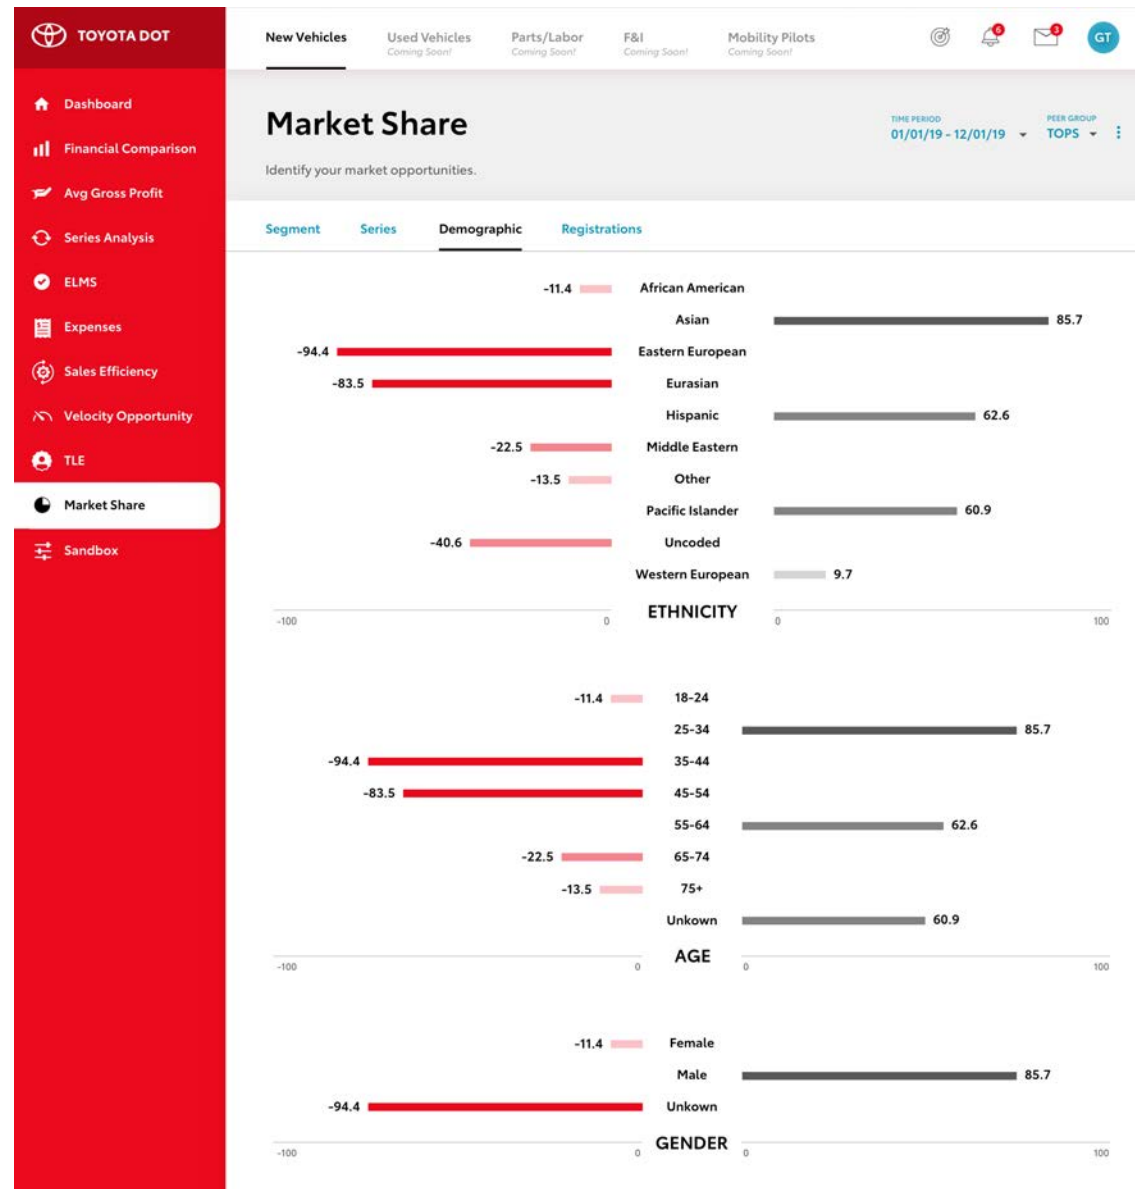 TOYOTA DOT
New Vehicles
Used Vehicles
Coming Soon!
Parts/Labor
Coming Soon!
F&I
Coming Soon!
Mobility Pilots
Coming Soon!
3
GT
Dashboard
Financial Comparison
Avg Gross Profit
Series Analysis
ELMS
Expenses
Sales Efficiency
Velocity Opportunity
TLE
Market Share
Sandbox
Market Share
Identify your market opportunities.
TIME PERIOD
01/01/19 - 12/01/19
PEER GROUP
TOPS
Segment
Series
Demographic
Registrations
-11.4 African American
Asian 85.7
-94.4 Eastern European
-83.5 Eurasian
Hispanic 62.6
-22.5 Middle Eastern
-13.5 Other
Pacific Islander 60.9
-40.6 Uncoded
Western European 9.7
ETHNICITY
-100 0 0 100
-11.4 18-24
25-34 85.7
-94.4 35-44
-83.5 45-54
55-64 62.6
-22.5 65-74
-13.5 75+
Unkown 60.9
AGE
-100 0 0 100
-11.4 Female
Male 85.7
-94.4 Unkown
GENDER
-100 0 0 100